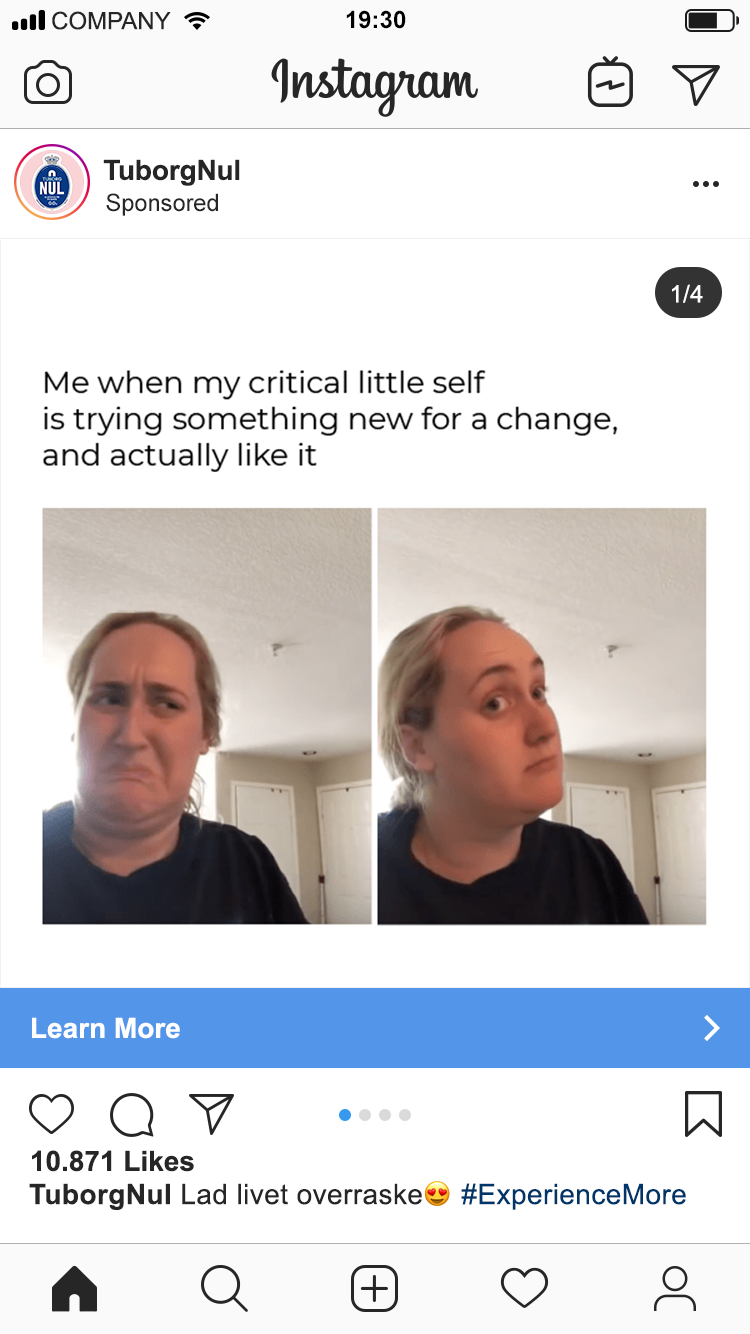 COMPANY 19:30
Instagram
TUBORG
NUL
TuborgNul
Sponsored
1/4
Me when my critical little self
is trying something new for a change,
and actually like it
Learn More
10.871 Likes
TuborgNul Lad livet overraske😍 #ExperienceMore